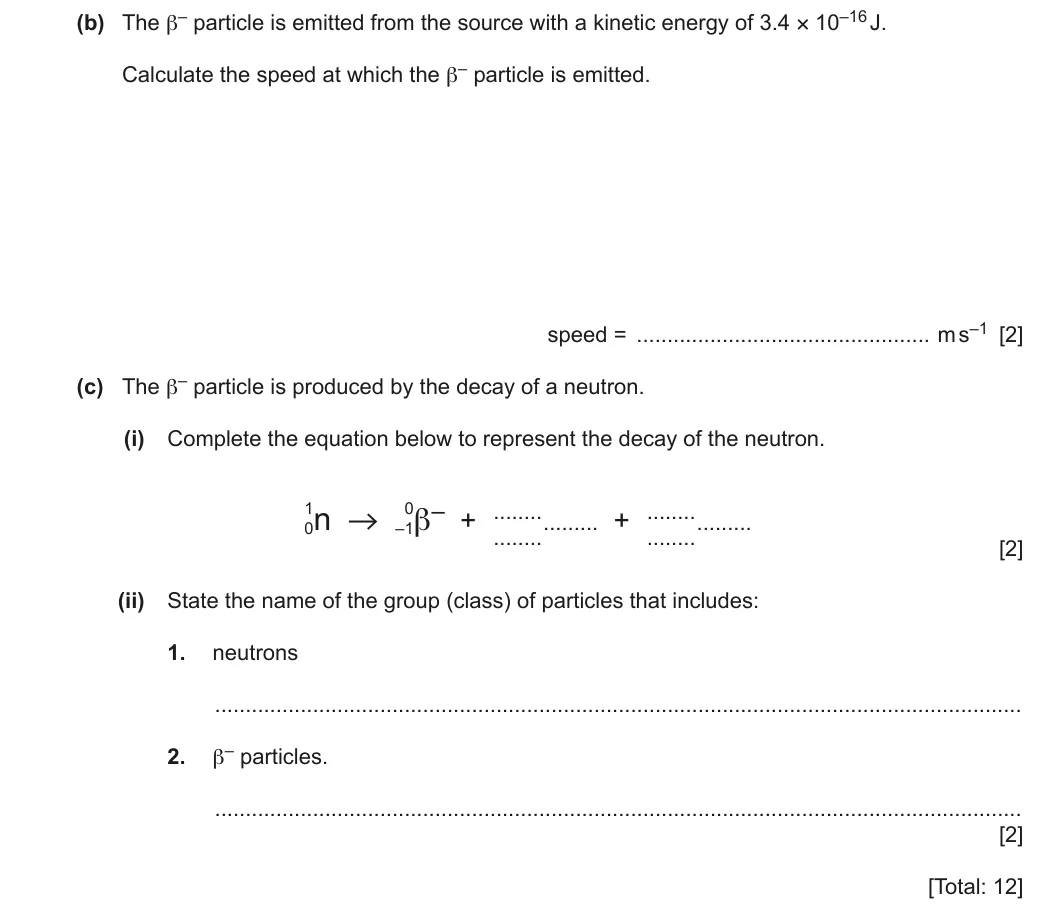 (b) The β⁻ particle is emitted from the source with a kinetic energy of 3.4 × 10⁻¹⁶ J.
Calculate the speed at which the β⁻ particle is emitted.
speed = ................................................ m s⁻¹ [2]
(c) The β⁻ particle is produced by the decay of a neutron.
(i) Complete the equation below to represent the decay of the neutron.
¹₀n → ⁰₋₁β⁻ + ........ ......... ........ + ........ ......... ........
[2]
(ii) State the name of the group (class) of particles that includes:
1. neutrons
....................................................................................................................................
2. β⁻ particles.
....................................................................................................................................
[2]
[Total: 12]